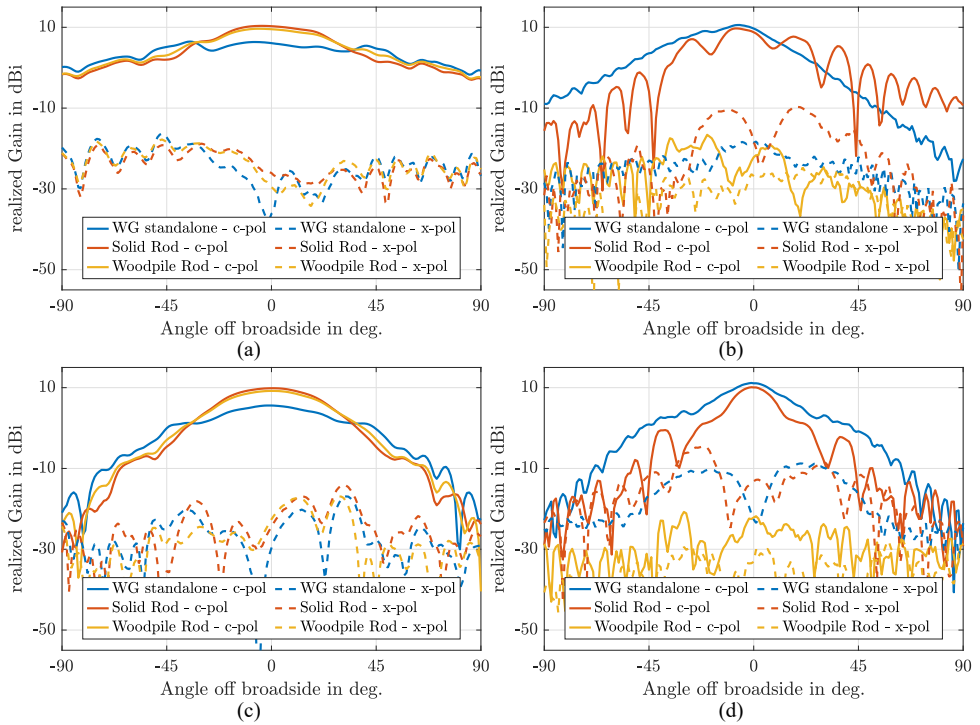 10
-10
-30
-50
realized Gain in dBi
WG standalone - c-pol
WG standalone - x-pol
Solid Rod - c-pol
Solid Rod - x-pol
Woodpile Rod - c-pol
Woodpile Rod - x-pol
-90 -45 0 45 90
Angle off broadside in deg.
(a)
10
-10
-30
-50
realized Gain in dBi
WG standalone - c-pol
WG standalone - x-pol
Solid Rod - c-pol
Solid Rod - x-pol
Woodpile Rod - c-pol
Woodpile Rod - x-pol
-90 -45 0 45 90
Angle off broadside in deg.
(b)
10
-10
-30
-50
realized Gain in dBi
WG standalone - c-pol
WG standalone - x-pol
Solid Rod - c-pol
Solid Rod - x-pol
Woodpile Rod - c-pol
Woodpile Rod - x-pol
-90 -45 0 45 90
Angle off broadside in deg.
(c)
10
-10
-30
-50
realized Gain in dBi
WG standalone - c-pol
WG standalone - x-pol
Solid Rod - c-pol
Solid Rod - x-pol
Woodpile Rod - c-pol
Woodpile Rod - x-pol
-90 -45 0 45 90
Angle off broadside in deg.
(d)